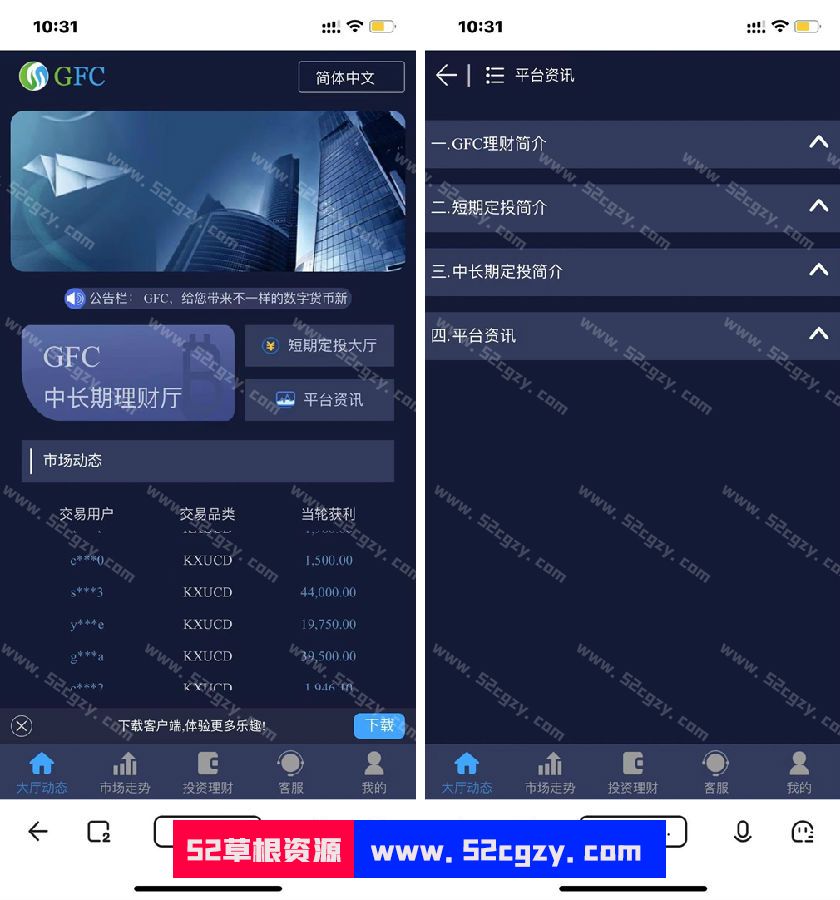 10:31
GFC
简体中文
公告栏： GFC，给您带来不一样的数字货币新
GFC
中长期理财厅
短期定投大厅
平台资讯
市场动态
交易用户 交易品类 当轮获利
e***0 KXUCD 1,500.00
s***3 KXUCD 44,000.00
y***e KXUCD 19,750.00
g***a KXUCD 39,500.00
KXUCD 1,946.10
下载客户端,体验更多乐趣!
下载
大厅动态 市场走势 投资理财 客服 我的
2
10:31
平台资讯
一.GFC理财简介
二.短期定投简介
三.中长期定投简介
四.平台资讯
大厅动态 市场走势 投资理财 客服 我的
52草根资源 www.52cgzy.com
www.52cgzy.com